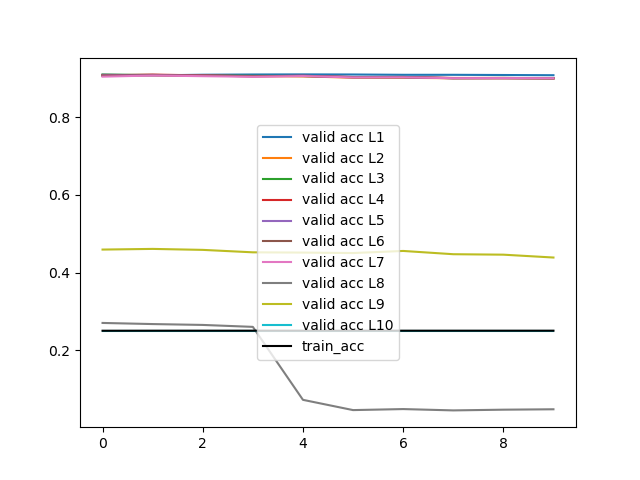 0.8
0.6
0.4
0.2
0 2 4 6 8
valid acc L1
valid acc L2
valid acc L3
valid acc L4
valid acc L5
valid acc L6
valid acc L7
valid acc L8
valid acc L9
valid acc L10
train_acc